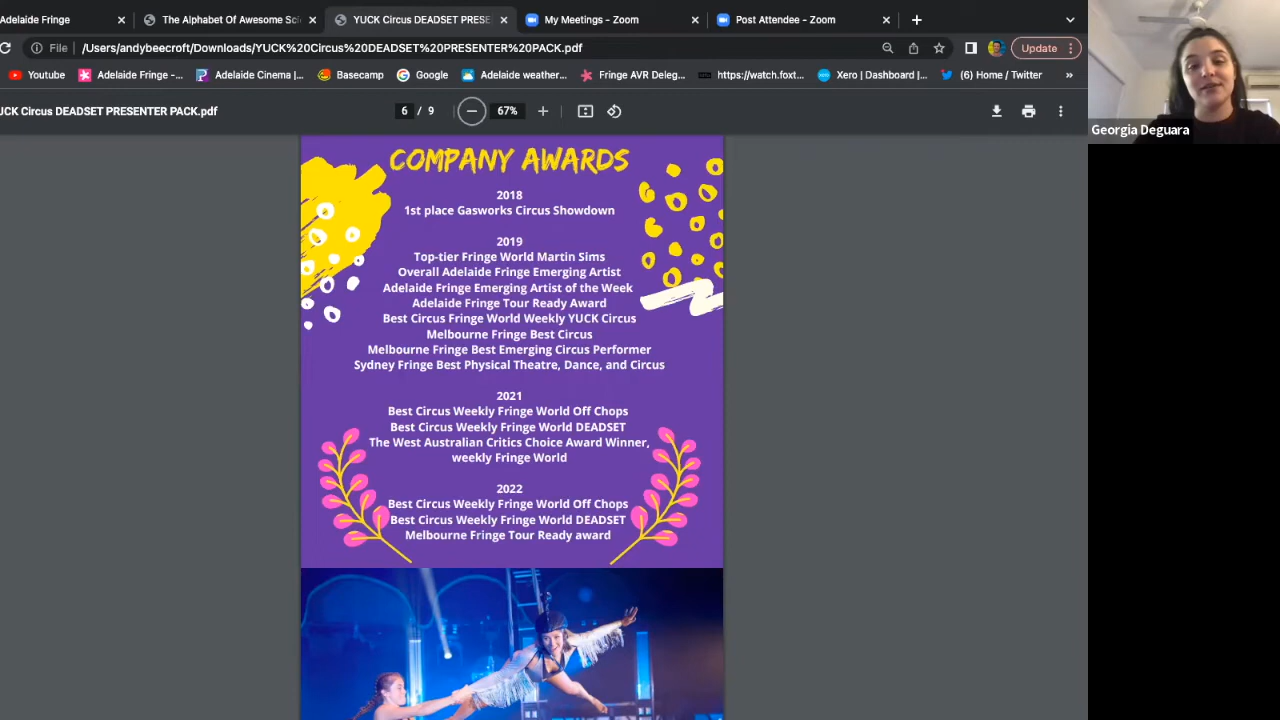 Adelaide Fringe
The Alphabet Of Awesome Sci
YUCK Circus DEADSET PRESE
My Meetings - Zoom
Post Attendee - Zoom
File
/Users/andybeecroft/Downloads/YUCK%20Circus%20DEADSET%20PRESENTER%20PACK.pdf
Update
Youtube
Adelaide Fringe -...
Adelaide Cinema |...
Basecamp
Google
Adelaide weather...
Fringe AVR Deleg...
https://watch.foxt...
Xero | Dashboard |...
(6) Home / Twitter
»
UCK Circus DEADSET PRESENTER PACK.pdf
6 / 9
67%
Georgia Deguara
COMPANY AWARDS
2018
1st place Gasworks Circus Showdown
2019
Top-tier Fringe World Martin Sims
Overall Adelaide Fringe Emerging Artist
Adelaide Fringe Emerging Artist of the Week
Adelaide Fringe Tour Ready Award
Best Circus Fringe World Weekly YUCK Circus
Melbourne Fringe Best Circus
Melbourne Fringe Best Emerging Circus Performer
Sydney Fringe Best Physical Theatre, Dance, and Circus
2021
Best Circus Weekly Fringe World Off Chops
Best Circus Weekly Fringe World DEADSET
The West Australian Critics Choice Award Winner,
weekly Fringe World
2022
Best Circus Weekly Fringe World Off Chops
Best Circus Weekly Fringe World DEADSET
Melbourne Fringe Tour Ready award